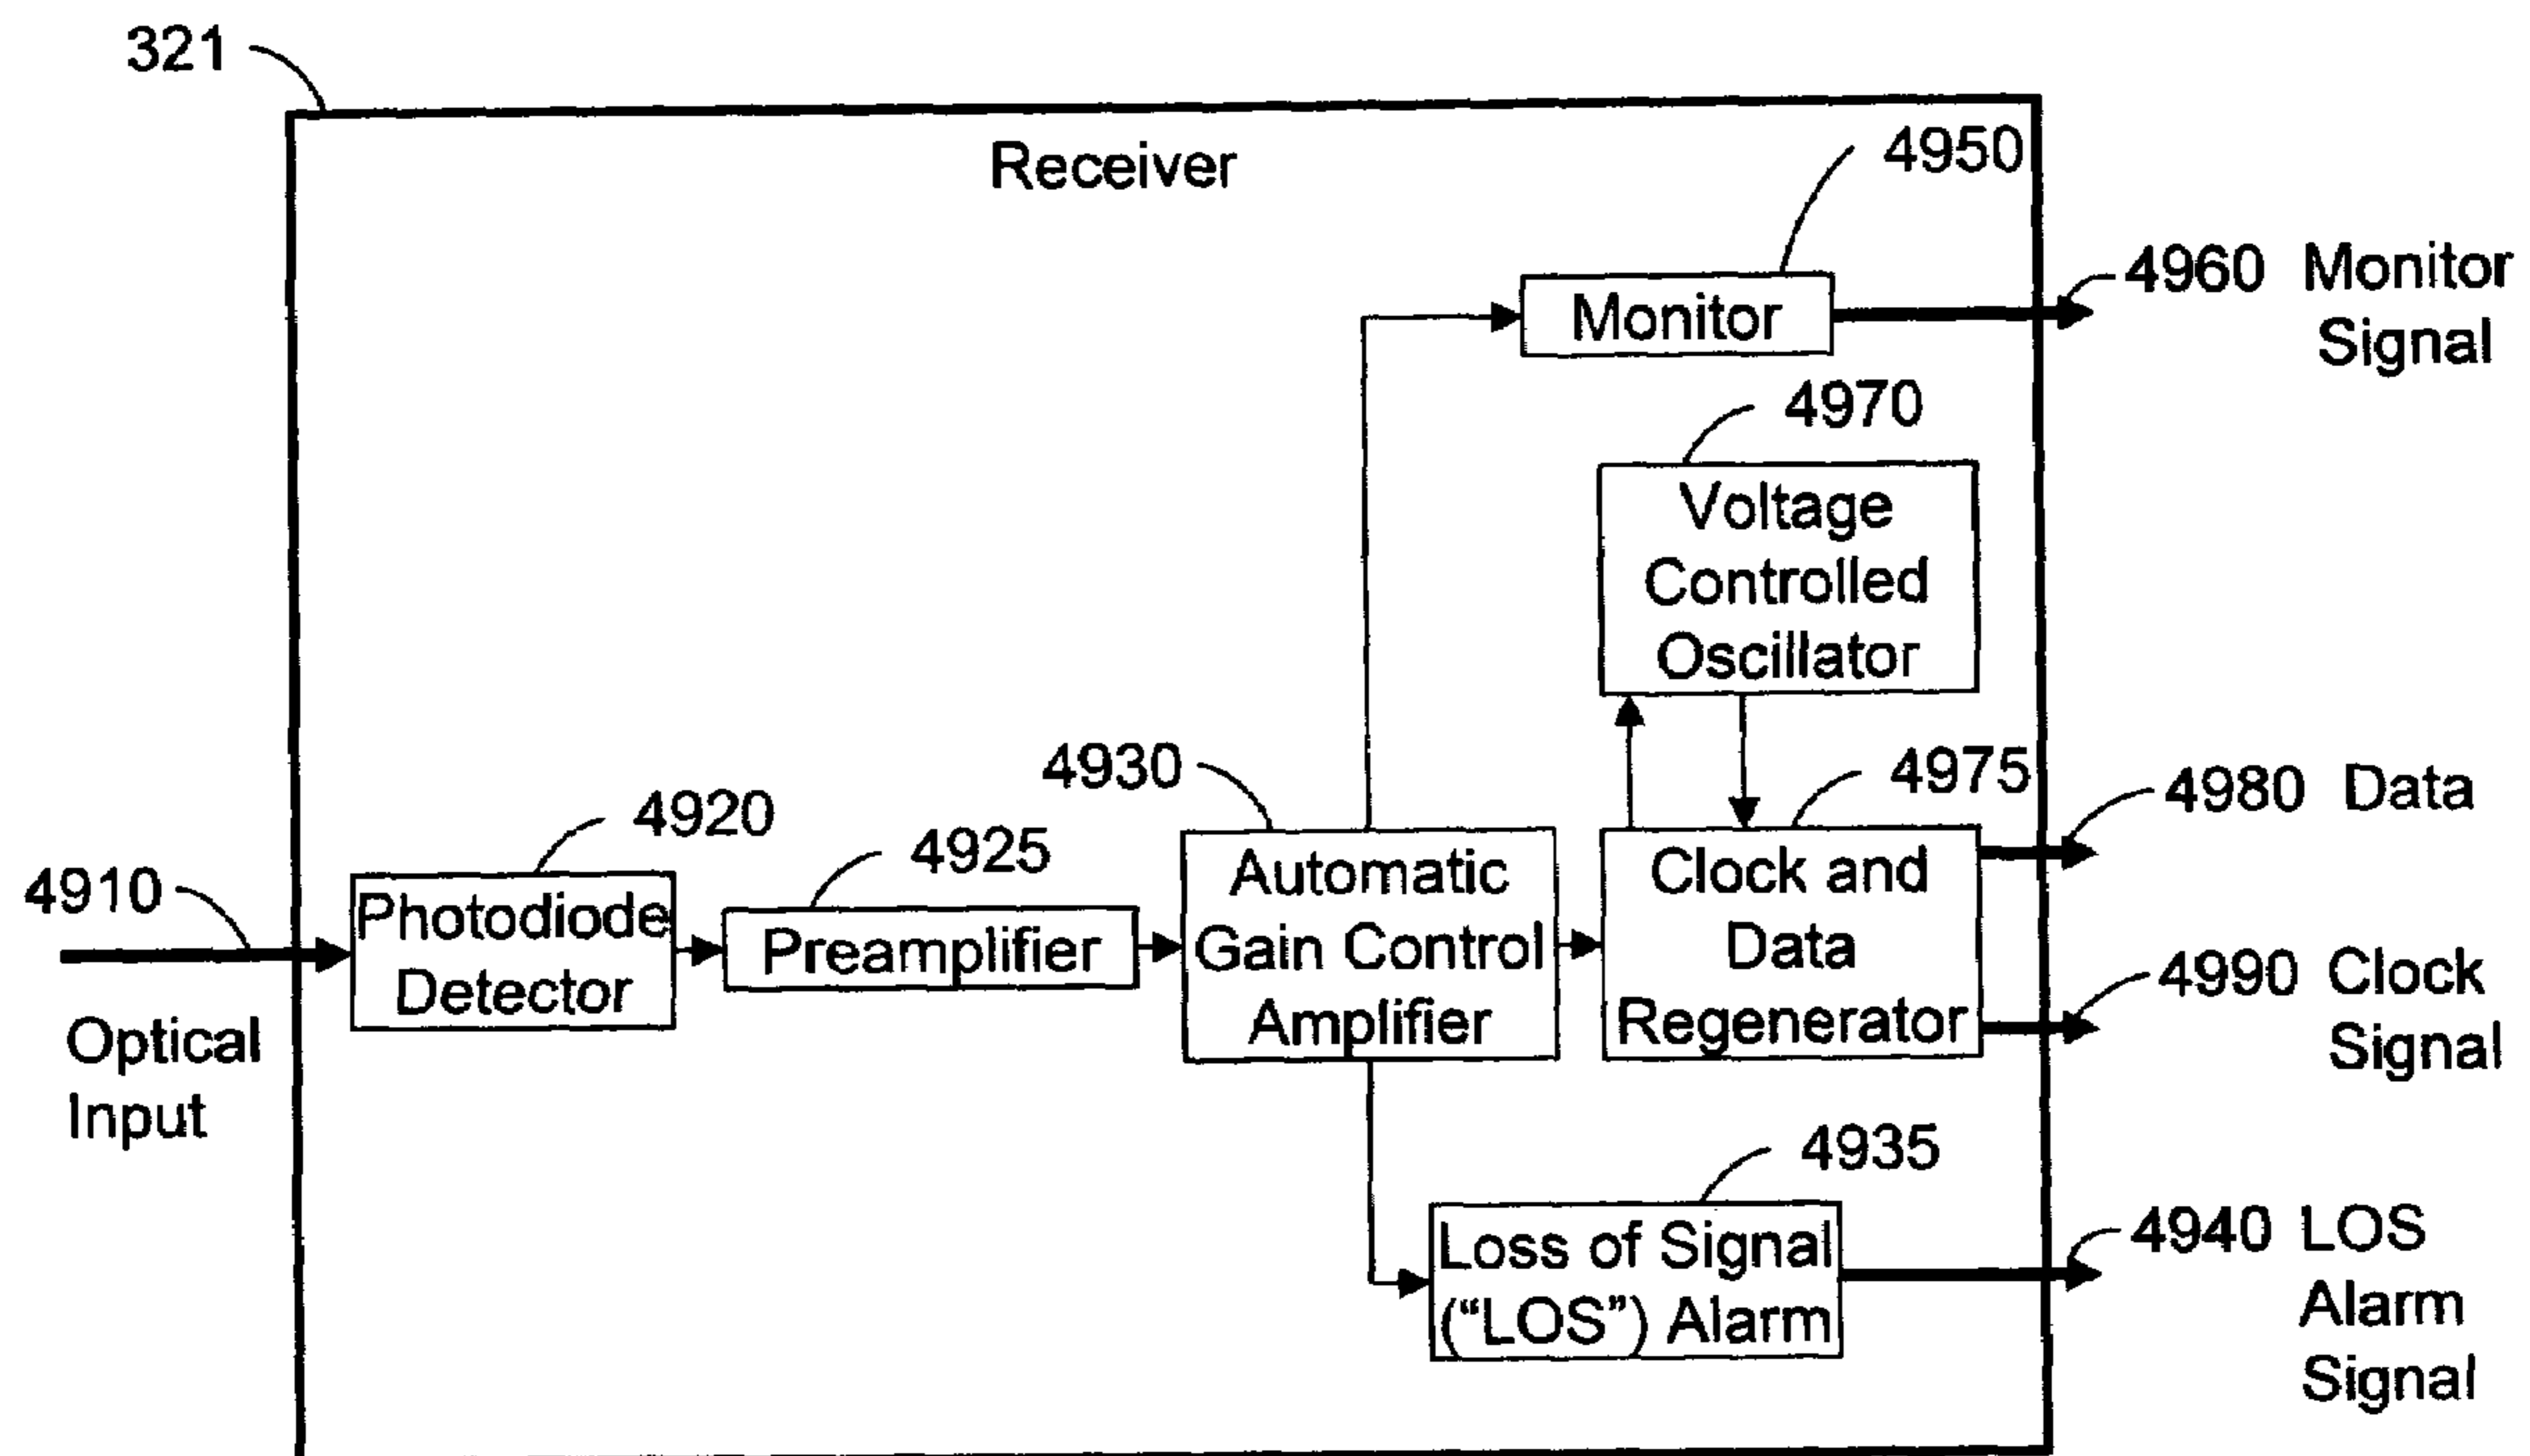 321
Receiver
4950
Monitor
4960 Monitor
Signal
4970
Voltage
Controlled
Oscillator
4930
4975
4980 Data
4920
4925
4910
Photodiode
Detector
Preamplifier
Automatic
Gain Control
Amplifier
Clock and
Data
Regenerator
4990 Clock
Signal
Optical
Input
4935
Loss of Signal
(“LOS”) Alarm
4940 LOS
Alarm
Signal